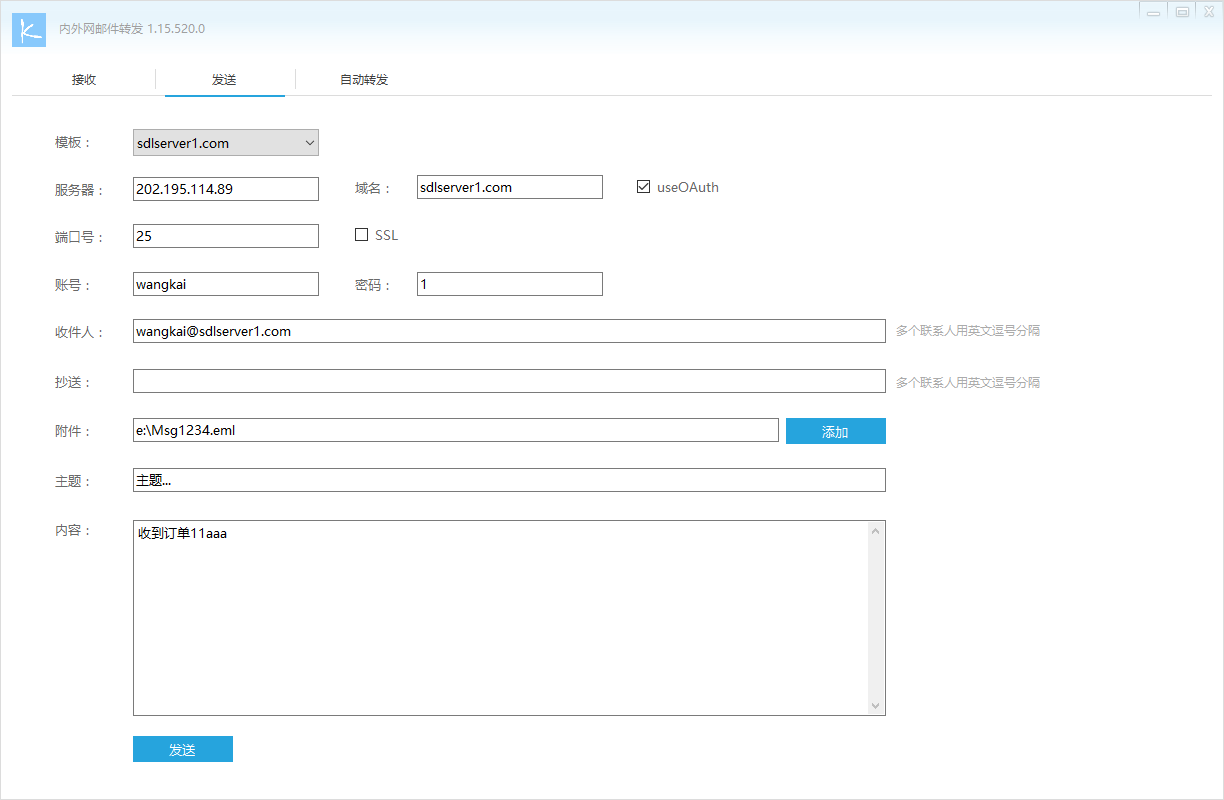 内外网邮件转发 1.15.520.0
接收 发送 自动转发
模板： sdlserver1.com
服务器： 202.195.114.89 域名： sdlserver1.com useOAuth
端口号： 25 SSL
账号： wangkai 密码： 1
收件人： wangkai@sdlserver1.com 多个联系人用英文逗号分隔
抄送： 多个联系人用英文逗号分隔
附件： e:\Msg1234.eml 添加
主题： 主题...
内容： 收到订单11aaa
发送